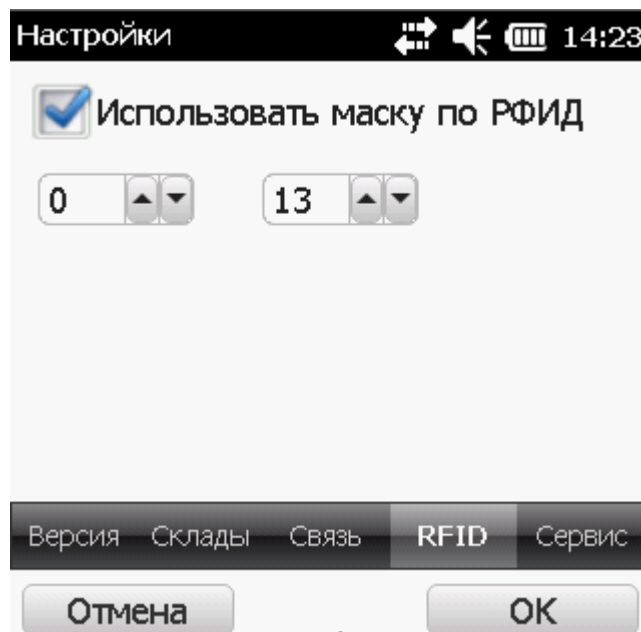 Настройки 14:23
Использовать маску по РФИД
0 13
Версия Склады Связь RFID Сервис
Отмена OK